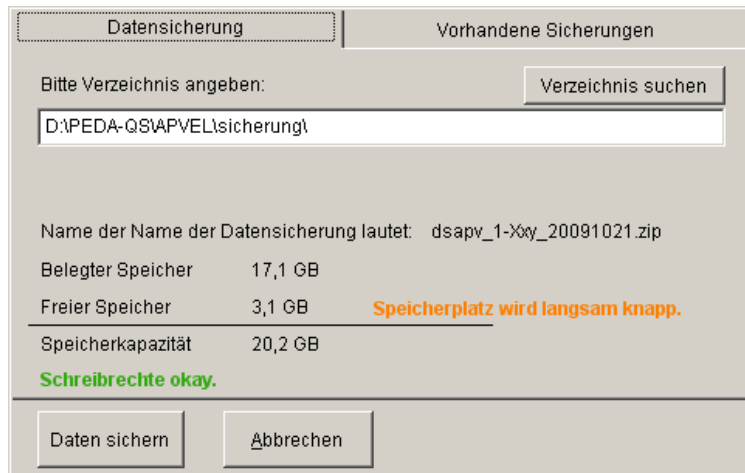 Datensicherung Vorhandene Sicherungen
Bitte Verzeichnis angeben: Verzeichnis suchen
D:\PEDA-QS\APVEL\sicherung\
Name der Name der Datensicherung lautet: dsapv_1-Xxy_20091021.zip
Belegter Speicher 17,1 GB
Freier Speicher 3,1 GB Speicherplatz wird langsam knapp.
Speicherkapazität 20,2 GB
Schreibrechte okay.
Daten sichern Abbrechen